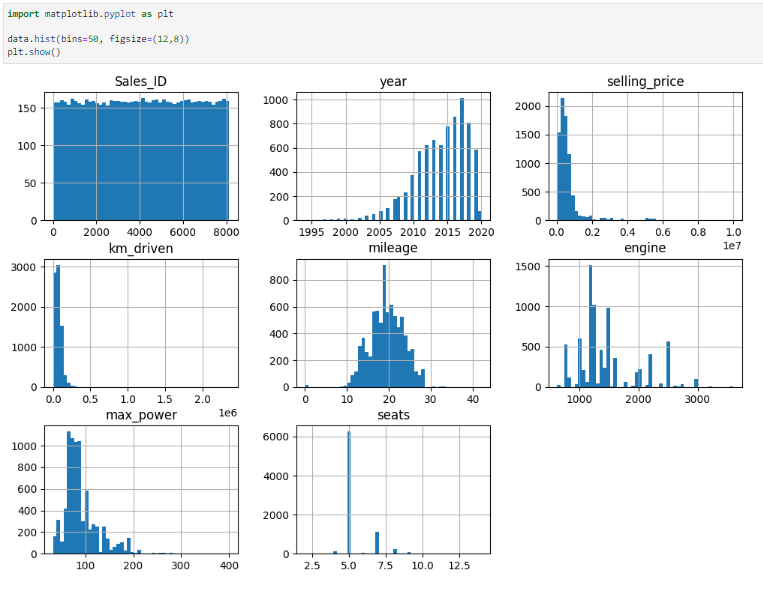 import matplotlib.pyplot as plt
data.hist(bins=50, figsize=(12,8))
plt.show()
Sales_ID
year
selling_price
150
100
50
0
0 2000 4000 6000 8000
1000
800
600
400
200
0
1995 2000 2005 2010 2015 2020
2000
1500
1000
500
0
0.0 0.2 0.4 0.6 0.8 1.0
1e7
km_driven
mileage
engine
3000
2000
1000
0
0.0 0.5 1.0 1.5 2.0
1e6
800
600
400
200
0
0 10 20 30 40
1500
1000
500
0
1000 2000 3000
max_power
seats
1000
800
600
400
200
0
100 200 300 400
6000
4000
2000
0
2.5 5.0 7.5 10.0 12.5